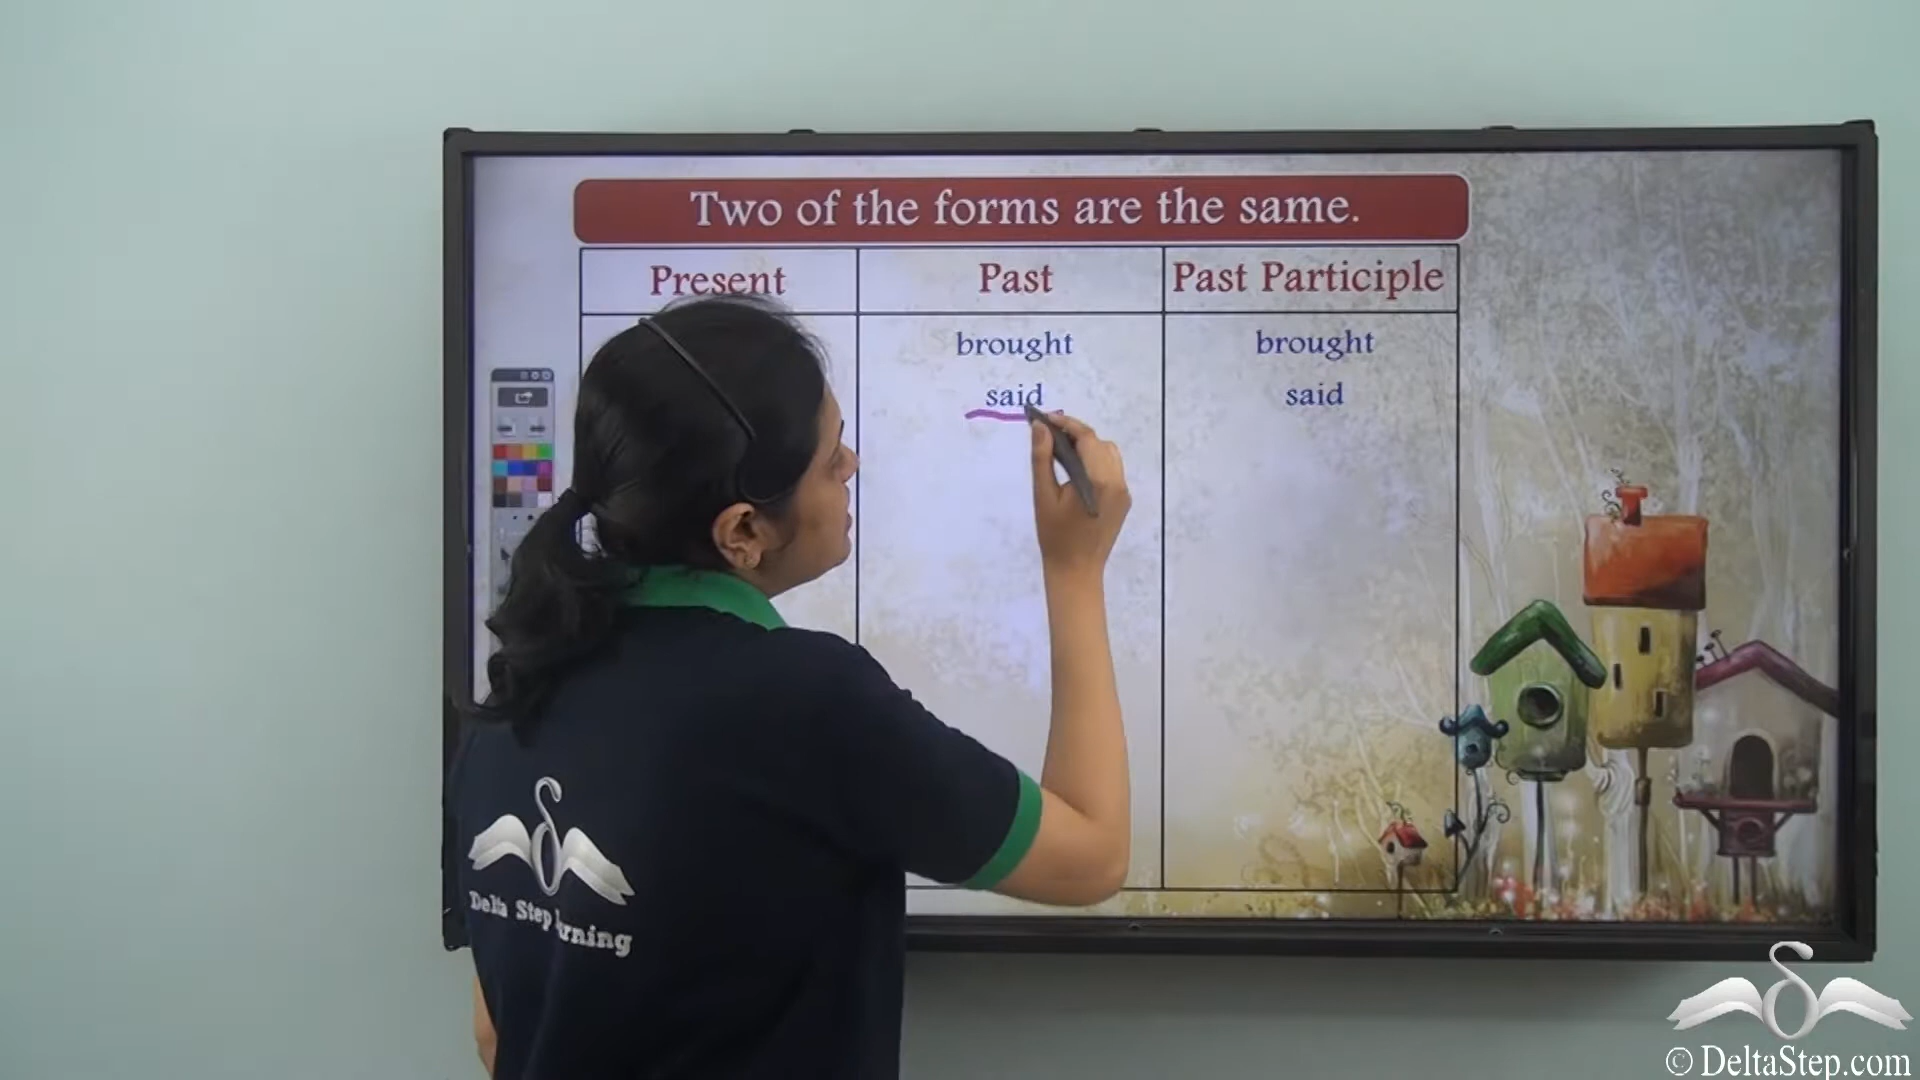 Two of the forms are the same.
Present Past Past Participle
brought brought
said said
Delta Step
© DeltaStep.com